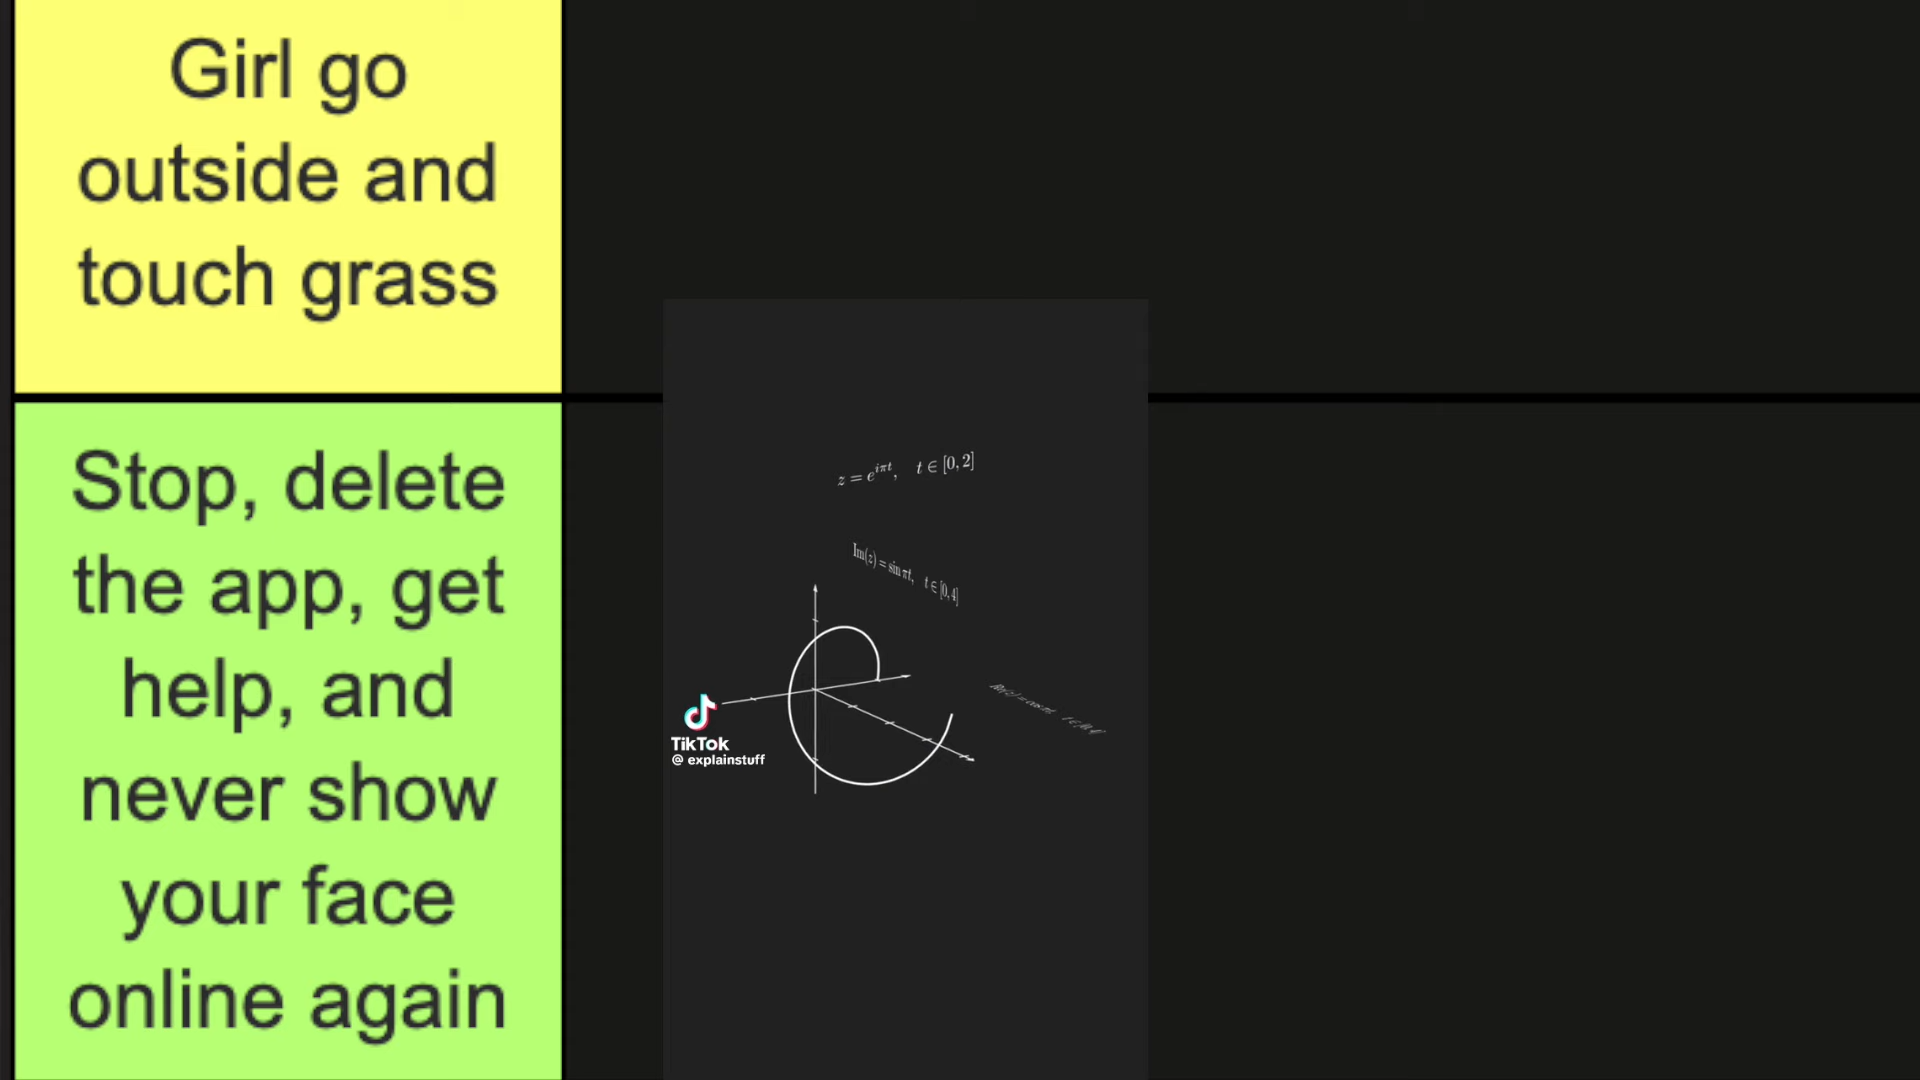 Girl go
outside and
touch grass
Stop, delete
the app, get
help, and
never show
your face
online again
z = e^{iπt}, t ∈ [0, 2]
Im(z) = sin πt, t ∈ [0, 4]
TikTok
@ explainstuff